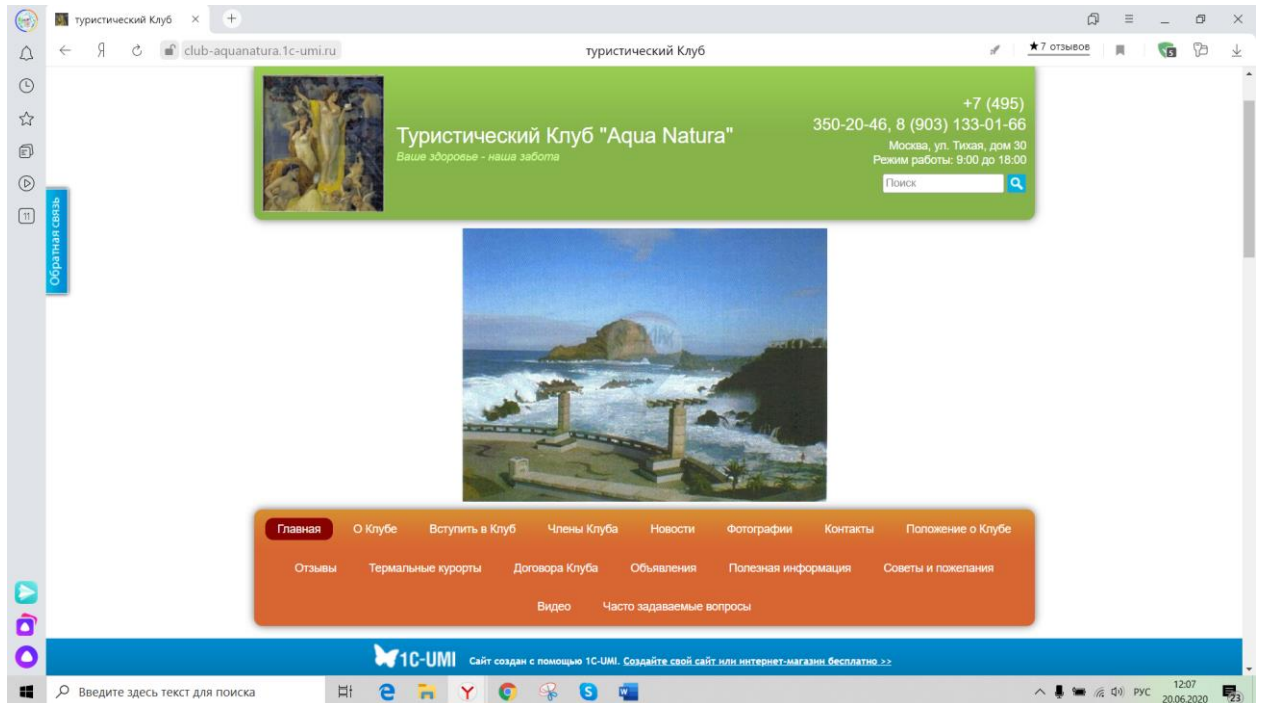 туристический Клуб
club-aquanatura.1c-umi.ru
туристический Клуб
★7 отзывов
+7 (495)
350-20-46, 8 (903) 133-01-66
Туристический Клуб "Aqua Natura"
Ваше здоровье - наша забота
Москва, ул. Тихая, дом 30
Режим работы: 9:00 до 18:00
Поиск
11
Обратная связь
Главная О Клубе Вступить в Клуб Члены Клуба Новости Фотографии Контакты Положение о Клубе
Отзывы Термальные курорты Договора Клуба Объявления Полезная информация Советы и пожелания
Видео Часто задаваемые вопросы
1C-UMI Сайт создан с помощью 1C-UMI. Создайте свой сайт или интернет-магазин бесплатно >>
Введите здесь текст для поиска
РУС
12:07
20.06.2020
23